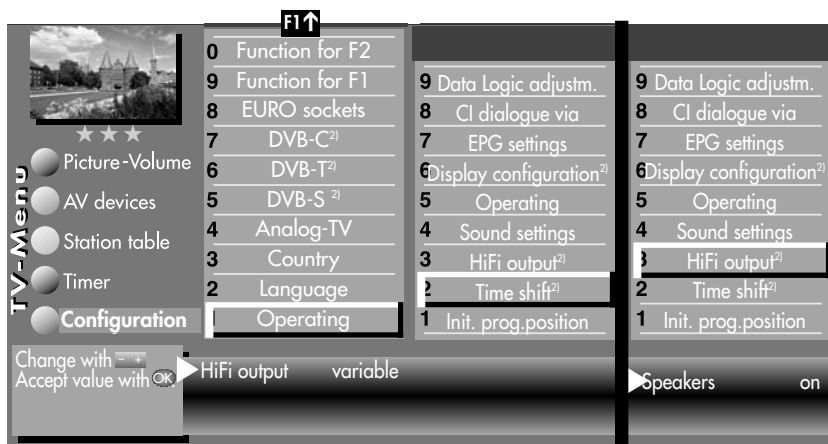 F1↑
0 Function for F2
9 Function for F1
8 EURO sockets
7 DVB-C2)
6 DVB-T2)
5 DVB-S 2)
4 Analog-TV
3 Country
2 Language
Operating
9 Data Logic adjustm.
8 CI dialogue via
7 EPG settings
6 Display configuration2)
5 Operating
4 Sound settings
3 HiFi output2)
2 Time shift2)
1 Init. prog.position
9 Data Logic adjustm.
8 CI dialogue via
7 EPG settings
6 Display configuration2)
5 Operating
4 Sound settings
3 HiFi output2)
2 Time shift2)
1 Init. prog.position
TV-Menu
Picture-Volume
AV devices
Station table
Timer
Configuration
Change with - +
Accept value with OK
HiFi output variable
Speakers on